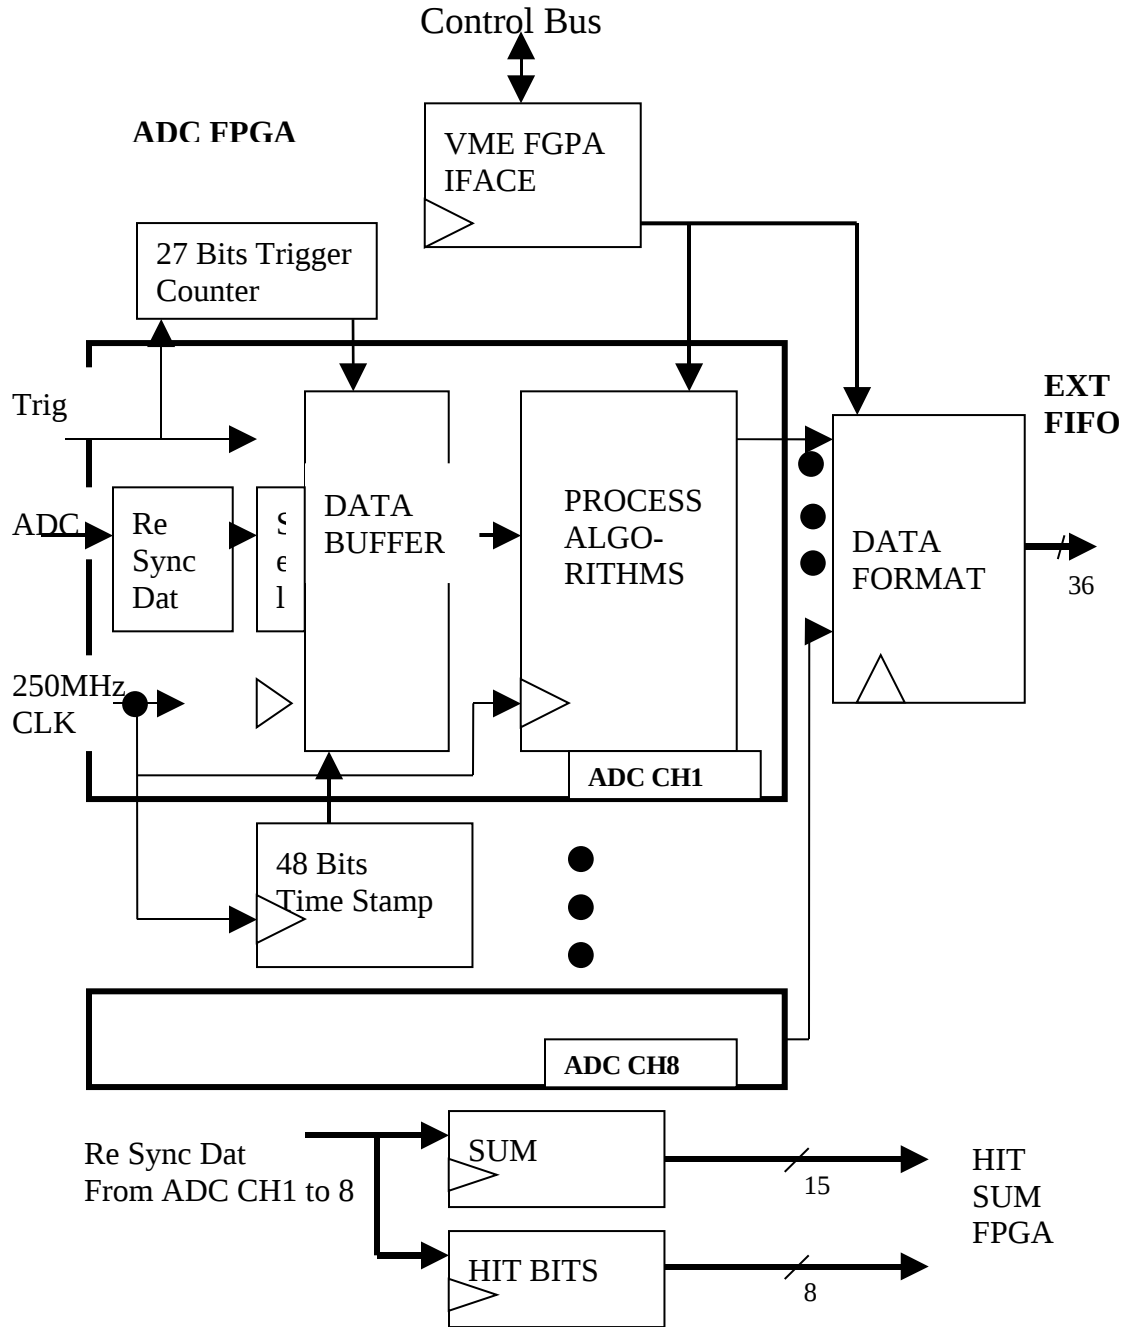 Control Bus
ADC FPGA
VME FGPA
IFACE
27 Bits Trigger
Counter
Trig
EXT
FIFO
ADC
Re
Sync
Dat
S
e
l
DATA
BUFFER
PROCESS
ALGO-
RITHMS
DATA
FORMAT
36
250MHz
CLK
ADC CH1
48 Bits
Time Stamp
ADC CH8
Re Sync Dat
From ADC CH1 to 8
SUM
15
HIT
SUM
FPGA
HIT BITS
8